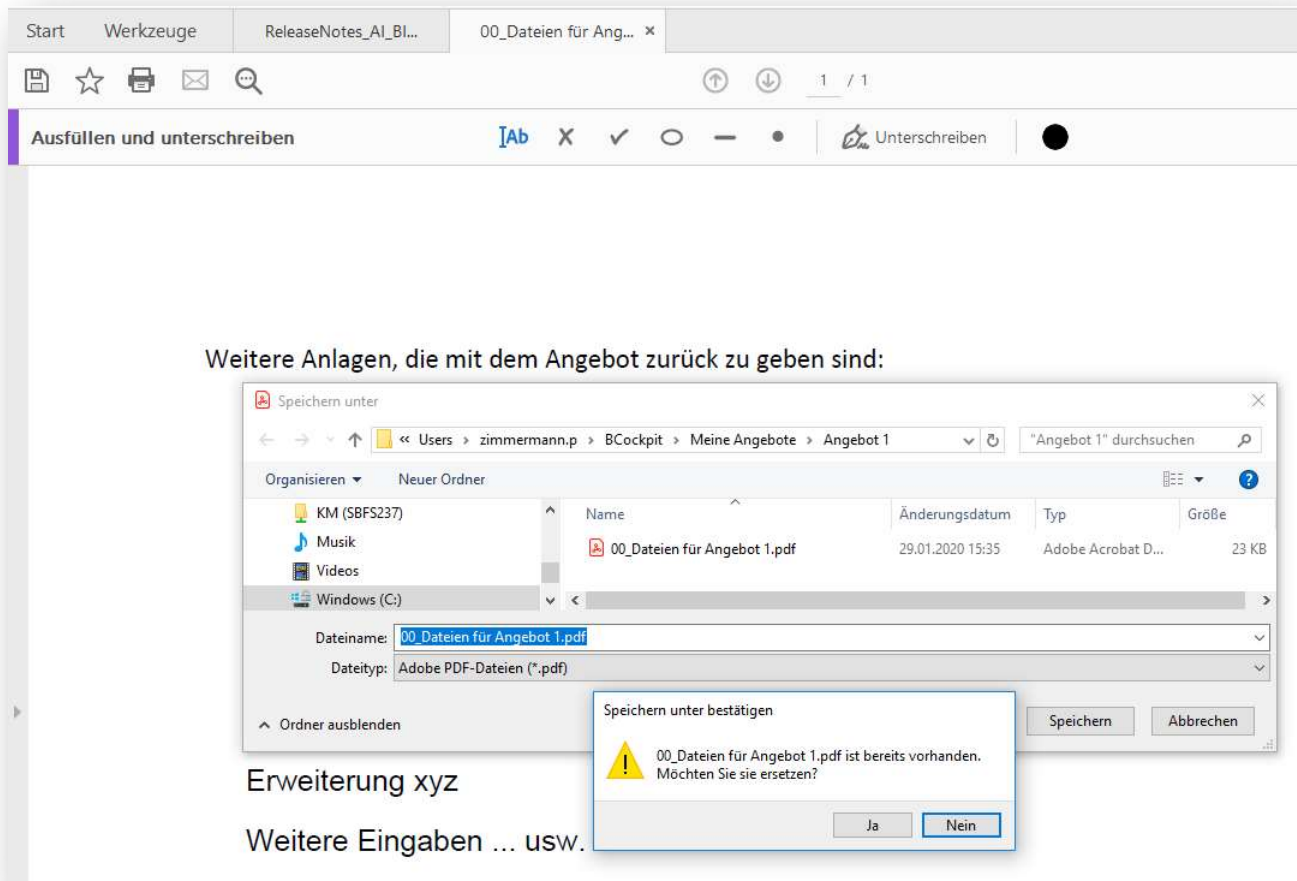 Start Werkzeuge ReleaseNotes_AI_BI... 00_Dateien für Ang... ×
1 / 1
Ausfüllen und unterschreiben Ab Unterschreiben
Weitere Anlagen, die mit dem Angebot zurück zu geben sind:
Speichern unter
« Users › zimmermann.p › BCockpit › Meine Angebote › Angebot 1 "Angebot 1" durchsuchen
Organisieren Neuer Ordner
KM (SBFS237) Name Änderungsdatum Typ Größe
Musik 00_Dateien für Angebot 1.pdf 29.01.2020 15:35 Adobe Acrobat D... 23 KB
Videos
Windows (C:)
Dateiname: 00_Dateien für Angebot 1.pdf
Dateityp: Adobe PDF-Dateien (*.pdf)
Ordner ausblenden Speichern Abbrechen
Speichern unter bestätigen
00_Dateien für Angebot 1.pdf ist bereits vorhanden.
Möchten Sie sie ersetzen?
Ja Nein
Erweiterung xyz
Weitere Eingaben ... usw.